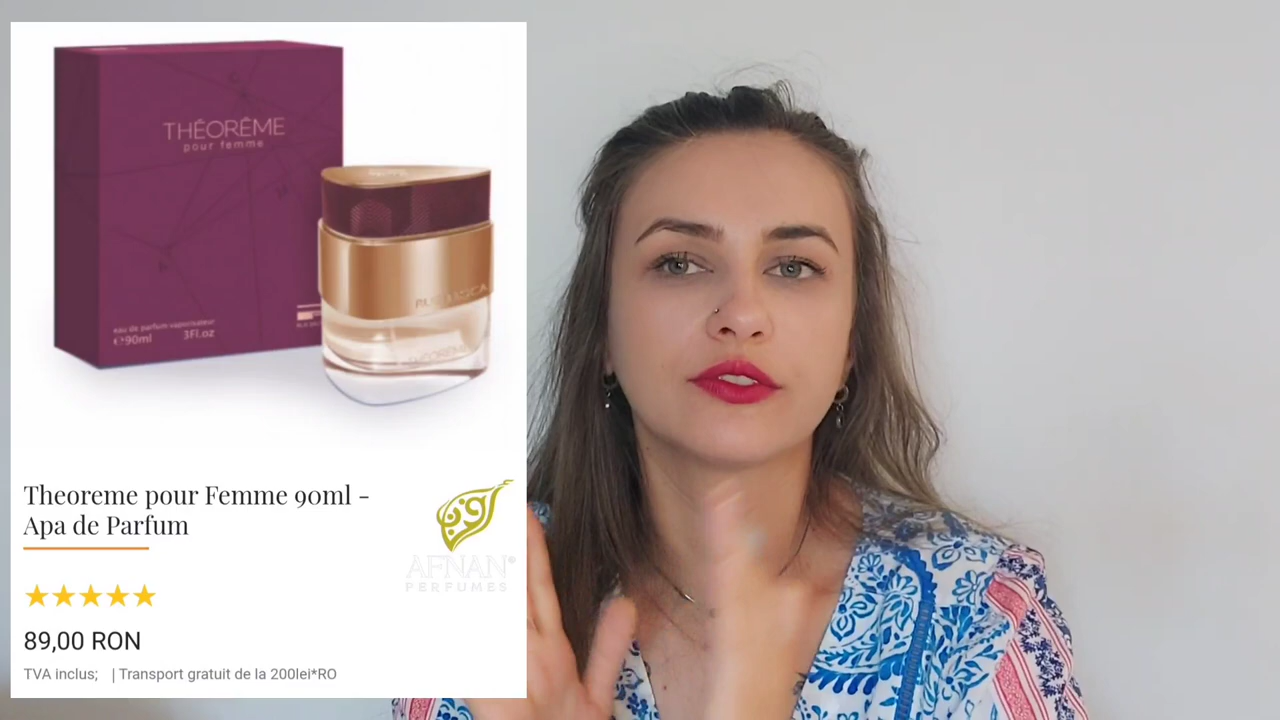 THÉORÊME
pour femme
eau de parfum vaporisateur
℮90ml 3Fl.oz
Theoreme pour Femme 90ml -
Apa de Parfum
AFNAN®
PERFUMES
89,00 RON
TVA inclus; | Transport gratuit de la 200lei*RO